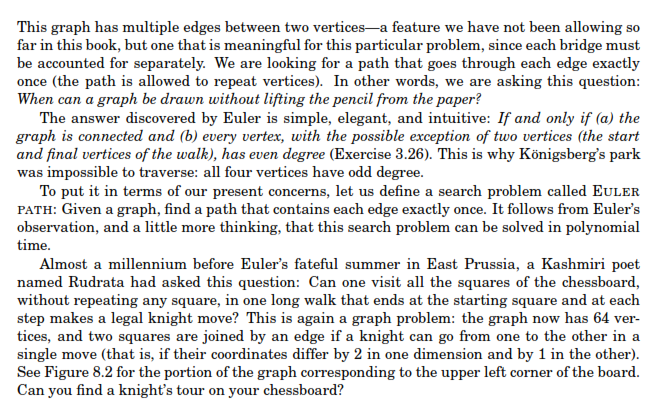 This graph has multiple edges between two vertices—a feature we have not been allowing so
far in this book, but one that is meaningful for this particular problem, since each bridge must
be accounted for separately. We are looking for a path that goes through each edge exactly
once (the path is allowed to repeat vertices). In other words, we are asking this question:
When can a graph be drawn without lifting the pencil from the paper?
The answer discovered by Euler is simple, elegant, and intuitive: If and only if (a) the
graph is connected and (b) every vertex, with the possible exception of two vertices (the start
and final vertices of the walk), has even degree (Exercise 3.26). This is why Königsberg's park
was impossible to traverse: all four vertices have odd degree.
To put it in terms of our present concerns, let us define a search problem called EULER
PATH: Given a graph, find a path that contains each edge exactly once. It follows from Euler's
observation, and a little more thinking, that this search problem can be solved in polynomial
time.
Almost a millennium before Euler's fateful summer in East Prussia, a Kashmiri poet
named Rudrata had asked this question: Can one visit all the squares of the chessboard,
without repeating any square, in one long walk that ends at the starting square and at each
step makes a legal knight move? This is again a graph problem: the graph now has 64 ver-
tices, and two squares are joined by an edge if a knight can go from one to the other in a
single move (that is, if their coordinates differ by 2 in one dimension and by 1 in the other).
See Figure 8.2 for the portion of the graph corresponding to the upper left corner of the board.
Can you find a knight's tour on your chessboard?